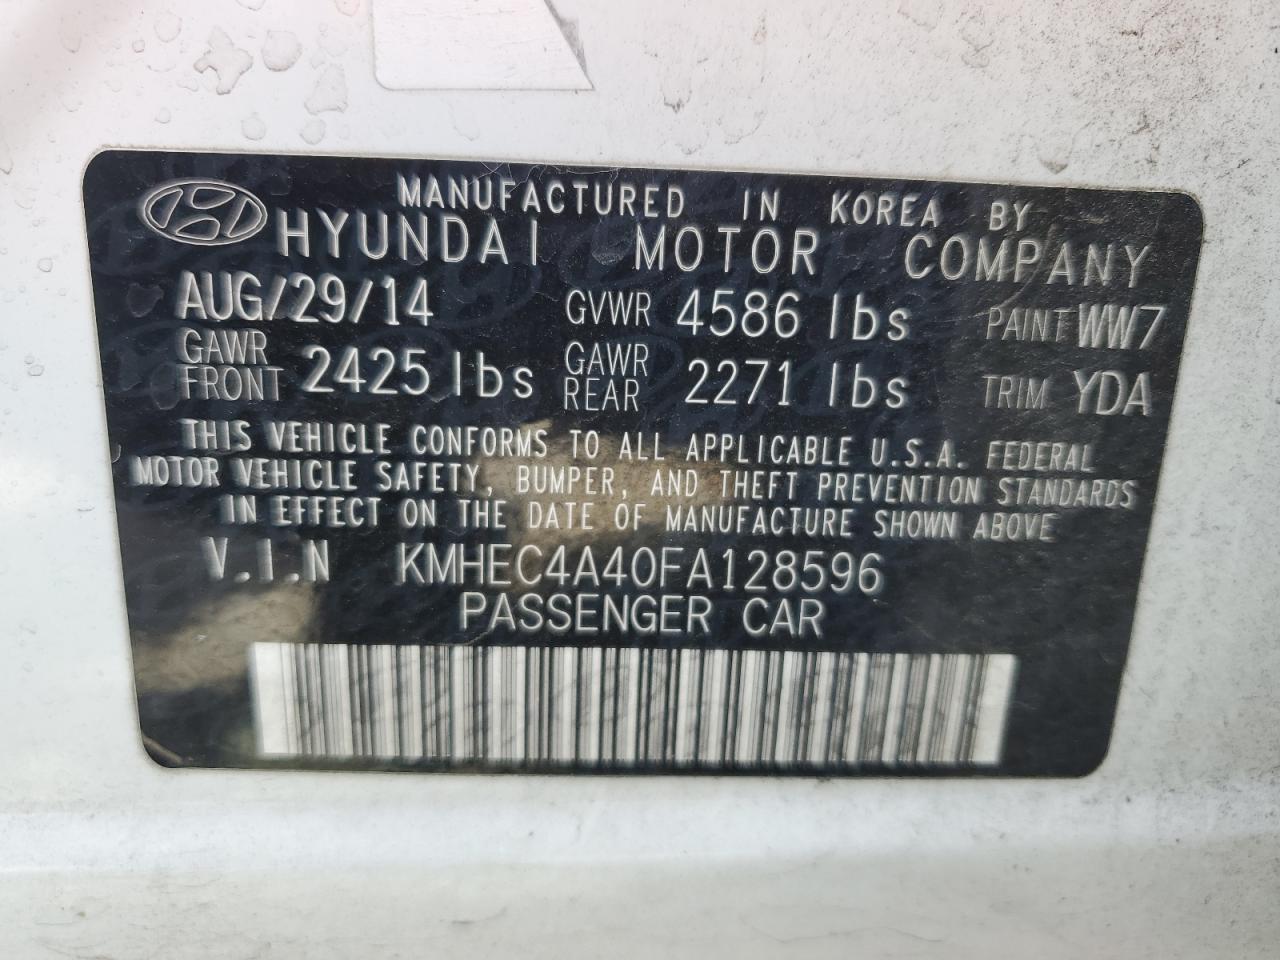 MANUFACTURED IN KOREA BY
HYUNDAI MOTOR COMPANY
AUG/29/14 GVWR 4586 lbs PAINT WW7
GAWR FRONT 2425 lbs GAWR REAR 2271 lbs TRIM YDA
THIS VEHICLE CONFORMS TO ALL APPLICABLE U.S.A. FEDERAL
MOTOR VEHICLE SAFETY, BUMPER, AND THEFT PREVENTION STANDARDS
IN EFFECT ON THE DATE OF MANUFACTURE SHOWN ABOVE
V.I.N KMHEC4A40FA128596
PASSENGER CAR